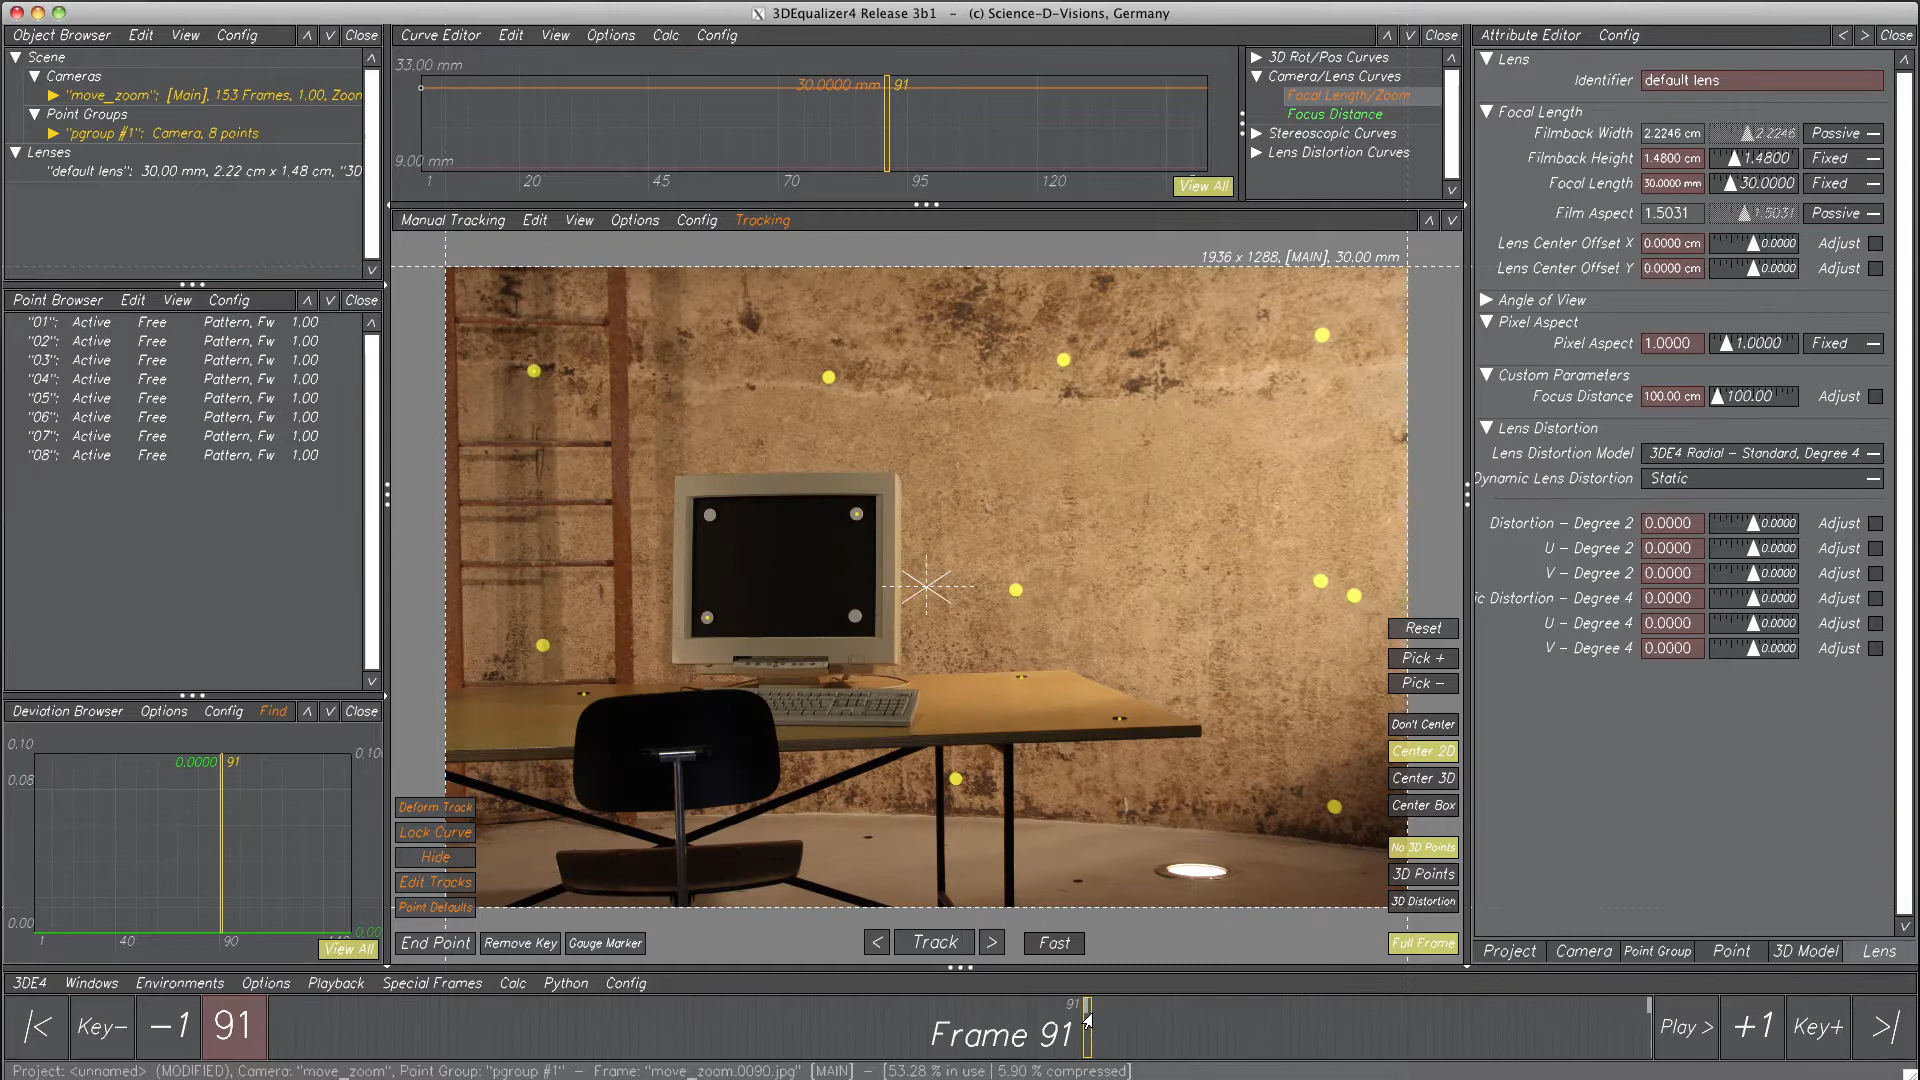 3DEqualizer4 Release 3b1 - (c) Science-D-Visions, Germany
Object Browser Edit View Config Close
Scene
Cameras
"move_zoom": [Main], 153 Frames, 1.00, Zoon
Point Groups
"pgroup #1": Camera, 8 points
Lenses
"default lens": 30.00 mm, 2.22 cm x 1.48 cm, "3D
Point Browser Edit View Config Close
"01": Active Free Pattern, Fw 1.00
"02": Active Free Pattern, Fw 1.00
"03": Active Free Pattern, Fw 1.00
"04": Active Free Pattern, Fw 1.00
"05": Active Free Pattern, Fw 1.00
"06": Active Free Pattern, Fw 1.00
"07": Active Free Pattern, Fw 1.00
"08": Active Free Pattern, Fw 1.00
Deviation Browser Options Config Find Close
0.10 0.0000 91 0.10
0.08
0.00 0.00
1 40 90
View All
Curve Editor Edit View Options Calc Config Close
33.00 mm
30.0000 mm 91
9.00 mm
1 20 45 70 95 120
View All
3D Rot/Pos Curves
Camera/Lens Curves
Focal Length/Zoom
Focus Distance
Stereoscopic Curves
Lens Distortion Curves
Manual Tracking Edit View Options Config Tracking
1936 x 1288, [MAIN], 30.00 mm
Reset
Pick +
Pick -
Don't Center
Center 2D
Center 3D
Center Box
No 3D Points
3D Points
3D Distortion
Full Frame
Deform Track
Lock Curve
Hide
Edit Tracks
Point Defaults
End Point Remove Key Gauge Marker < Track > Fast
Attribute Editor Config < > Close
Lens
Identifier default lens
Focal Length
Filmback Width 2.2246 cm 2.2246 Passive
Filmback Height 1.4800 cm 1.4800 Fixed
Focal Length 30.0000 mm 30.0000 Fixed
Film Aspect 1.5031 1.5031 Passive
Lens Center Offset X 0.0000 cm 0.0000 Adjust
Lens Center Offset Y 0.0000 cm 0.0000 Adjust
Angle of View
Pixel Aspect
Pixel Aspect 1.0000 1.0000 Fixed
Custom Parameters
Focus Distance 100.00 cm 100.00 Adjust
Lens Distortion
Lens Distortion Model 3DE4 Radial - Standard, Degree 4
Dynamic Lens Distortion Static
Distortion - Degree 2 0.0000 0.0000 Adjust
U - Degree 2 0.0000 0.0000 Adjust
V - Degree 2 0.0000 0.0000 Adjust
ic Distortion - Degree 4 0.0000 0.0000 Adjust
U - Degree 4 0.0000 0.0000 Adjust
V - Degree 4 0.0000 0.0000 Adjust
Project Camera Point Group Point 3D Model Lens
3DE4 Windows Environments Options Playback Special Frames Calc Python Config
|< Key- -1 91 Frame 91 91 Play > +1 Key+ >|
Project: <unnamed> (MODIFIED), Camera: "move_zoom", Point Group: "pgroup #1" - Frame: "move_zoom.0090.jpg" [MAIN] - [53.28 % in use | 5.90 % compressed]